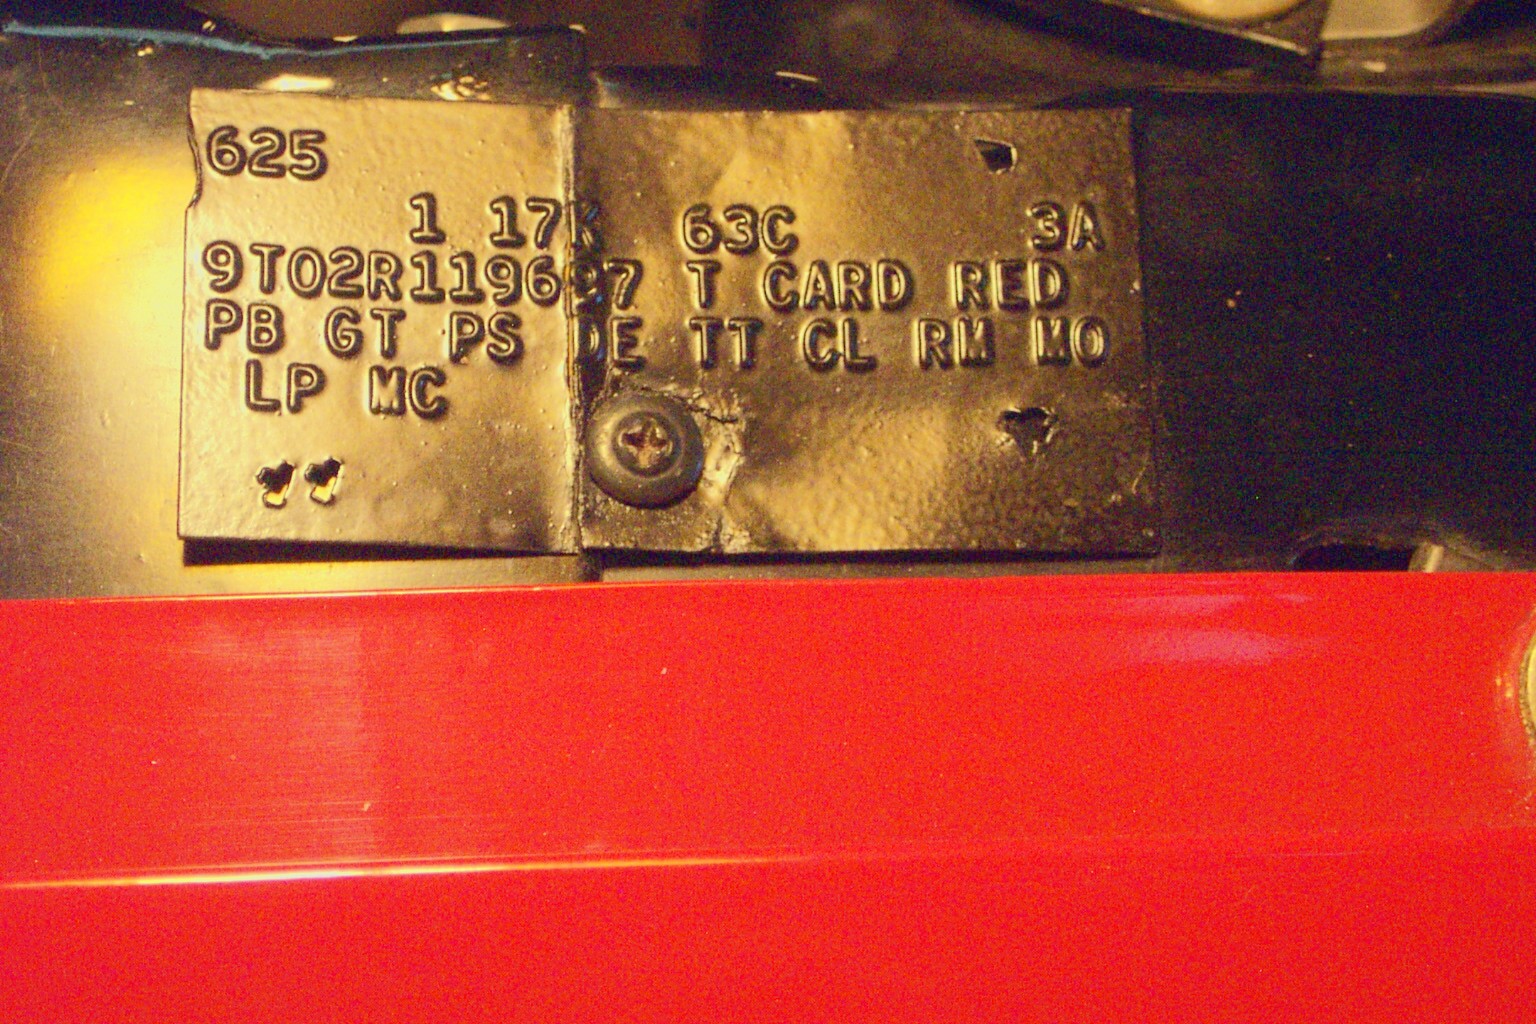 625
1 17K 63C 3A
9T02R119697 T CARD RED
PB GT PS DE TT CL RM MO
LP MC